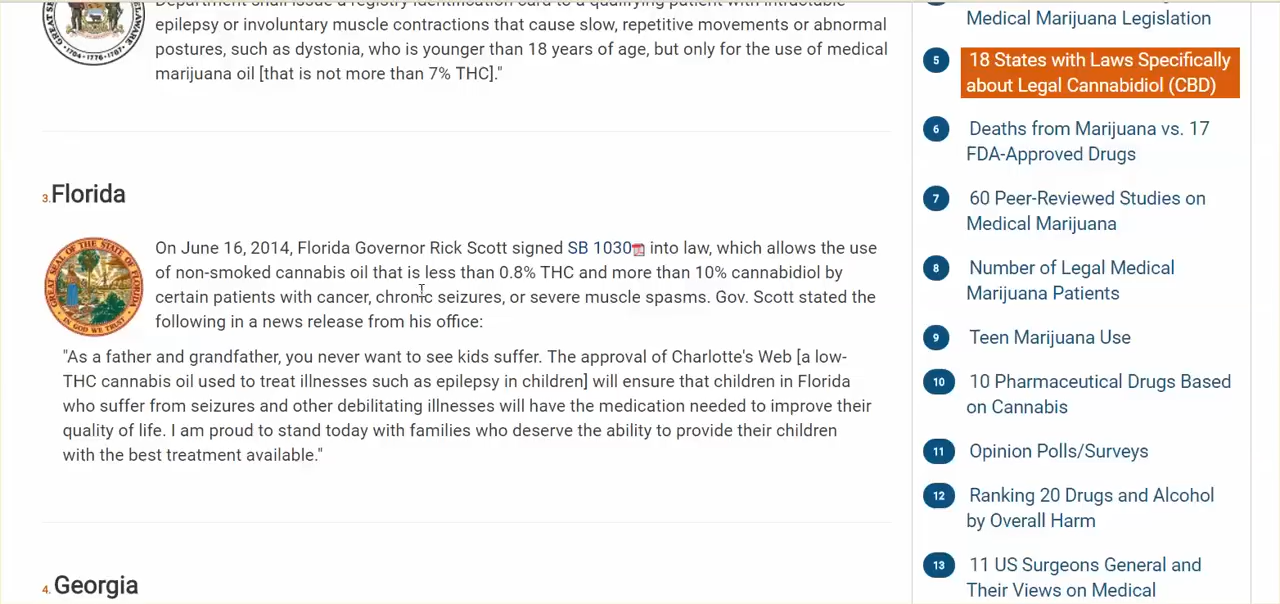 Department shall issue a registry identification card to a qualifying patient with intractable
epilepsy or involuntary muscle contractions that cause slow, repetitive movements or abnormal
postures, such as dystonia, who is younger than 18 years of age, but only for the use of medical
marijuana oil [that is not more than 7% THC]."
3.Florida
GREAT SEAL OF THE STATE OF FLORIDA
IN GOD WE TRUST
On June 16, 2014, Florida Governor Rick Scott signed SB 1030 into law, which allows the use
of non-smoked cannabis oil that is less than 0.8% THC and more than 10% cannabidiol by
certain patients with cancer, chronic seizures, or severe muscle spasms. Gov. Scott stated the
following in a news release from his office:
"As a father and grandfather, you never want to see kids suffer. The approval of Charlotte's Web [a low-
THC cannabis oil used to treat illnesses such as epilepsy in children] will ensure that children in Florida
who suffer from seizures and other debilitating illnesses will have the medication needed to improve their
quality of life. I am proud to stand today with families who deserve the ability to provide their children
with the best treatment available."
4. Georgia
Medical Marijuana Legislation
5 18 States with Laws Specifically
about Legal Cannabidiol (CBD)
6 Deaths from Marijuana vs. 17
FDA-Approved Drugs
7 60 Peer-Reviewed Studies on
Medical Marijuana
8 Number of Legal Medical
Marijuana Patients
9 Teen Marijuana Use
10 10 Pharmaceutical Drugs Based
on Cannabis
11 Opinion Polls/Surveys
12 Ranking 20 Drugs and Alcohol
by Overall Harm
13 11 US Surgeons General and
Their Views on Medical